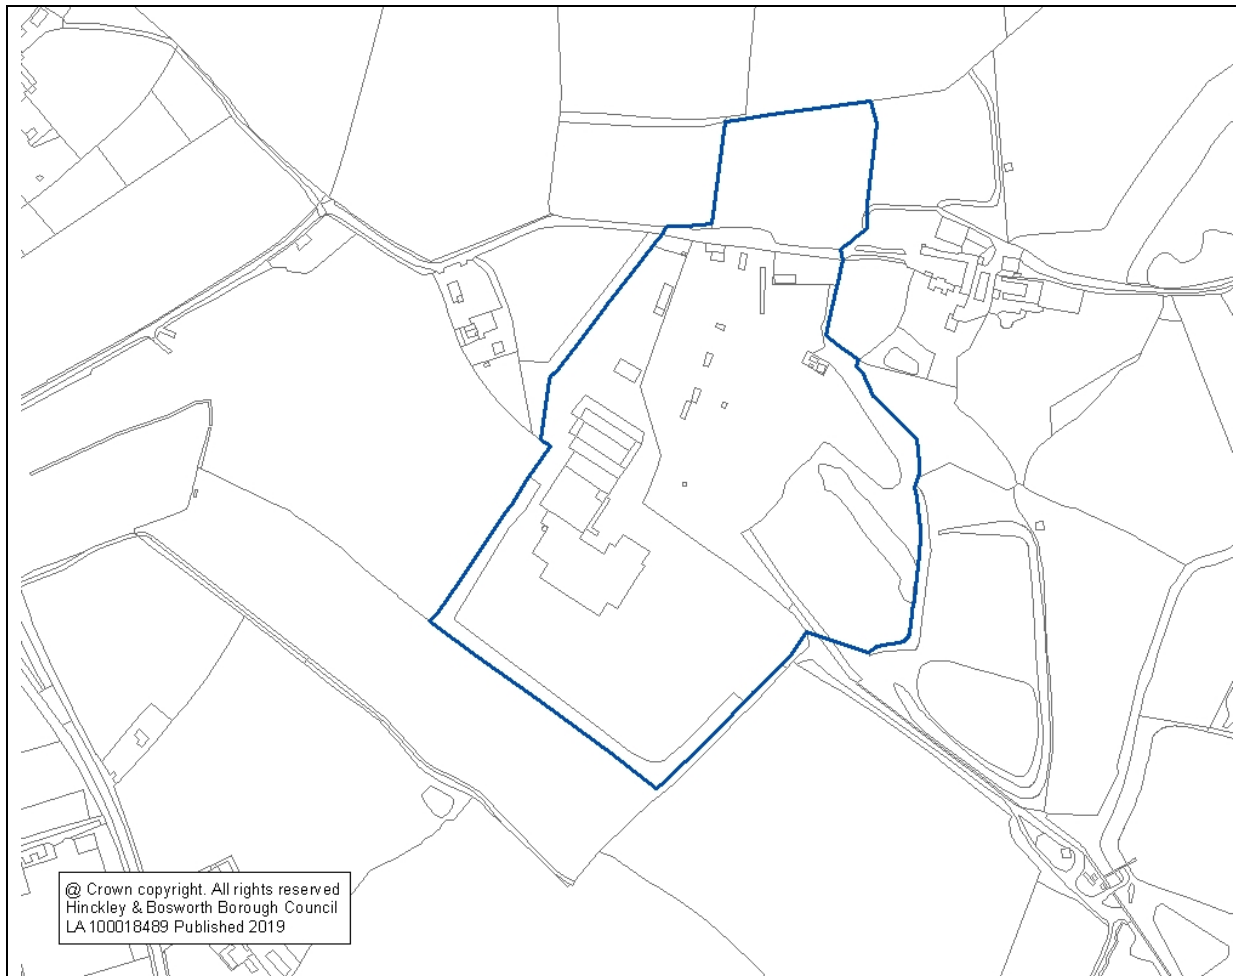 @ Crown copyright. All rights reserved
Hinckley & Bosworth Borough Council
LA 100018489 Published 2019